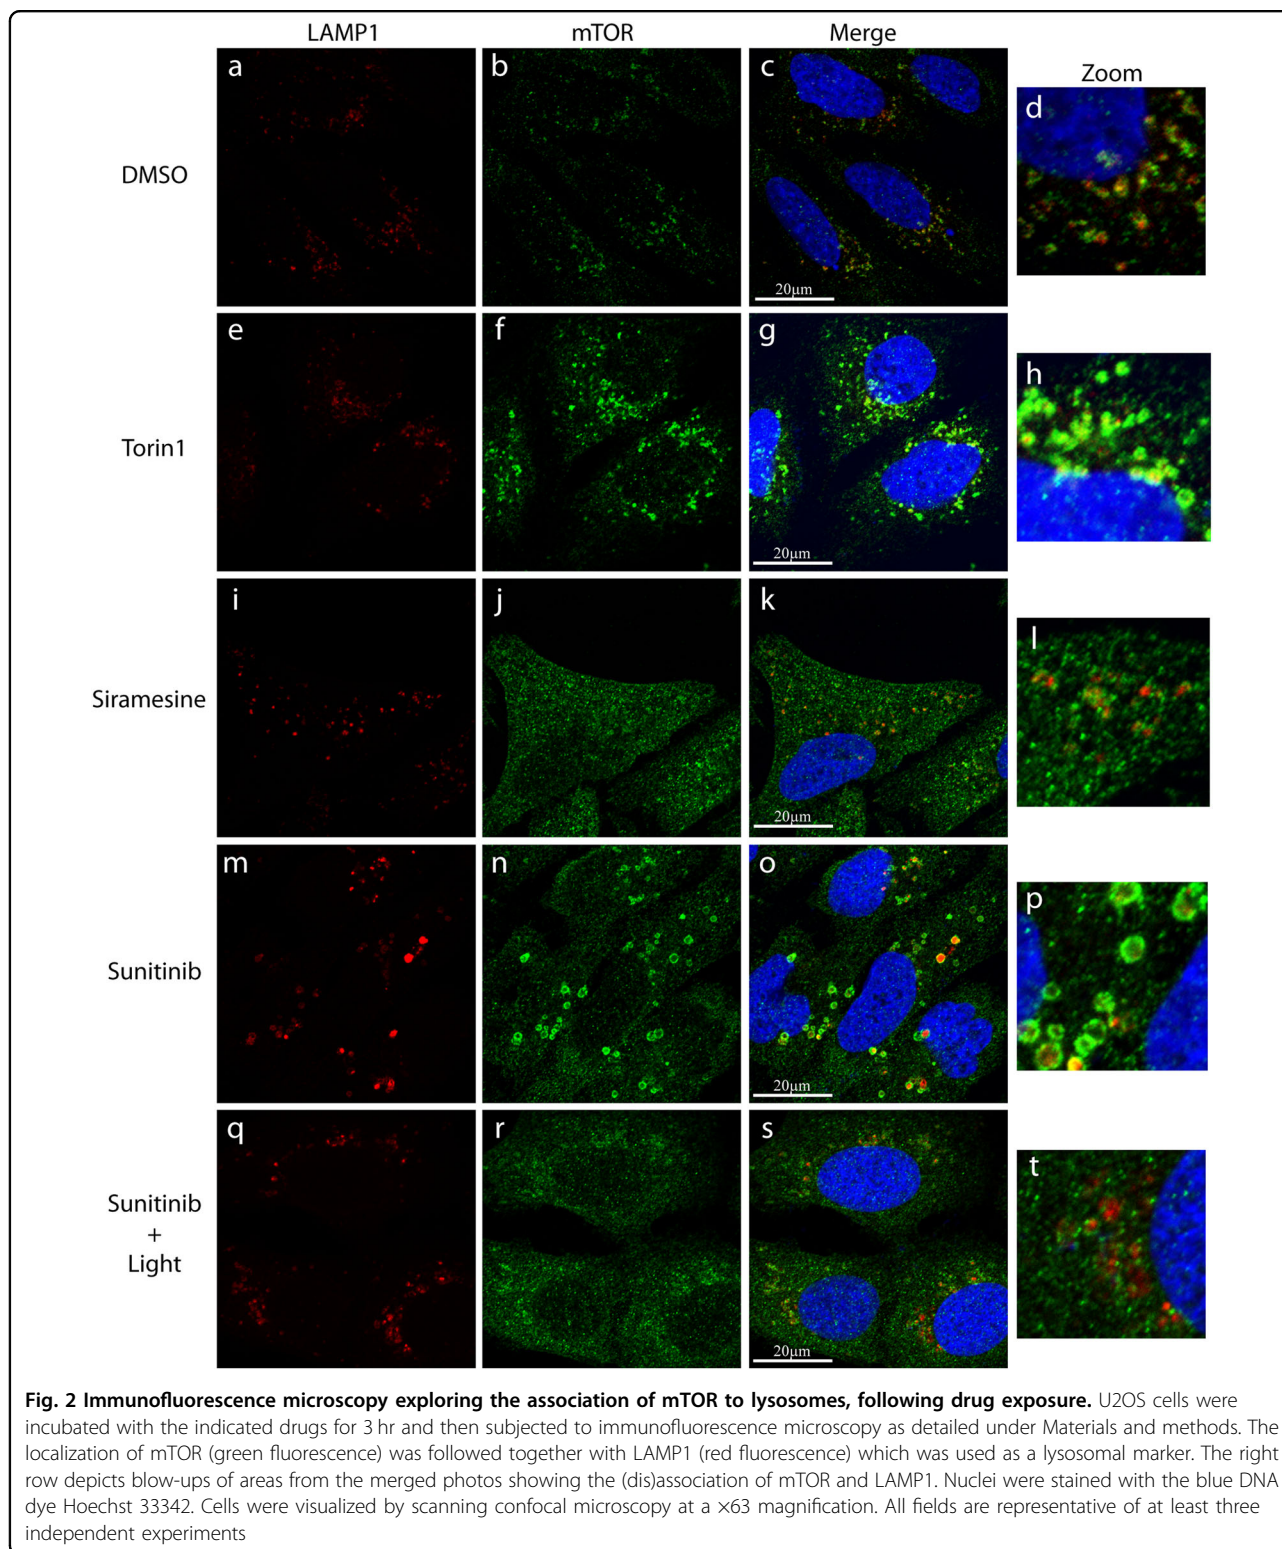 LAMP1 mTOR Merge
Zoom
a b c
d
DMSO
20µm
e f g
h
Torin1
20µm
i j k
l
Siramesine
20µm
m n o
p
Sunitinib
20µm
q r s
t
Sunitinib
+
Light
20µm
Fig. 2 Immunofluorescence microscopy exploring the association of mTOR to lysosomes, following drug exposure. U2OS cells were
incubated with the indicated drugs for 3 hr and then subjected to immunofluorescence microscopy as detailed under Materials and methods. The
localization of mTOR (green fluorescence) was followed together with LAMP1 (red fluorescence) which was used as a lysosomal marker. The right
row depicts blow-ups of areas from the merged photos showing the (dis)association of mTOR and LAMP1. Nuclei were stained with the blue DNA
dye Hoechst 33342. Cells were visualized by scanning confocal microscopy at a ×63 magnification. All fields are representative of at least three
independent experiments